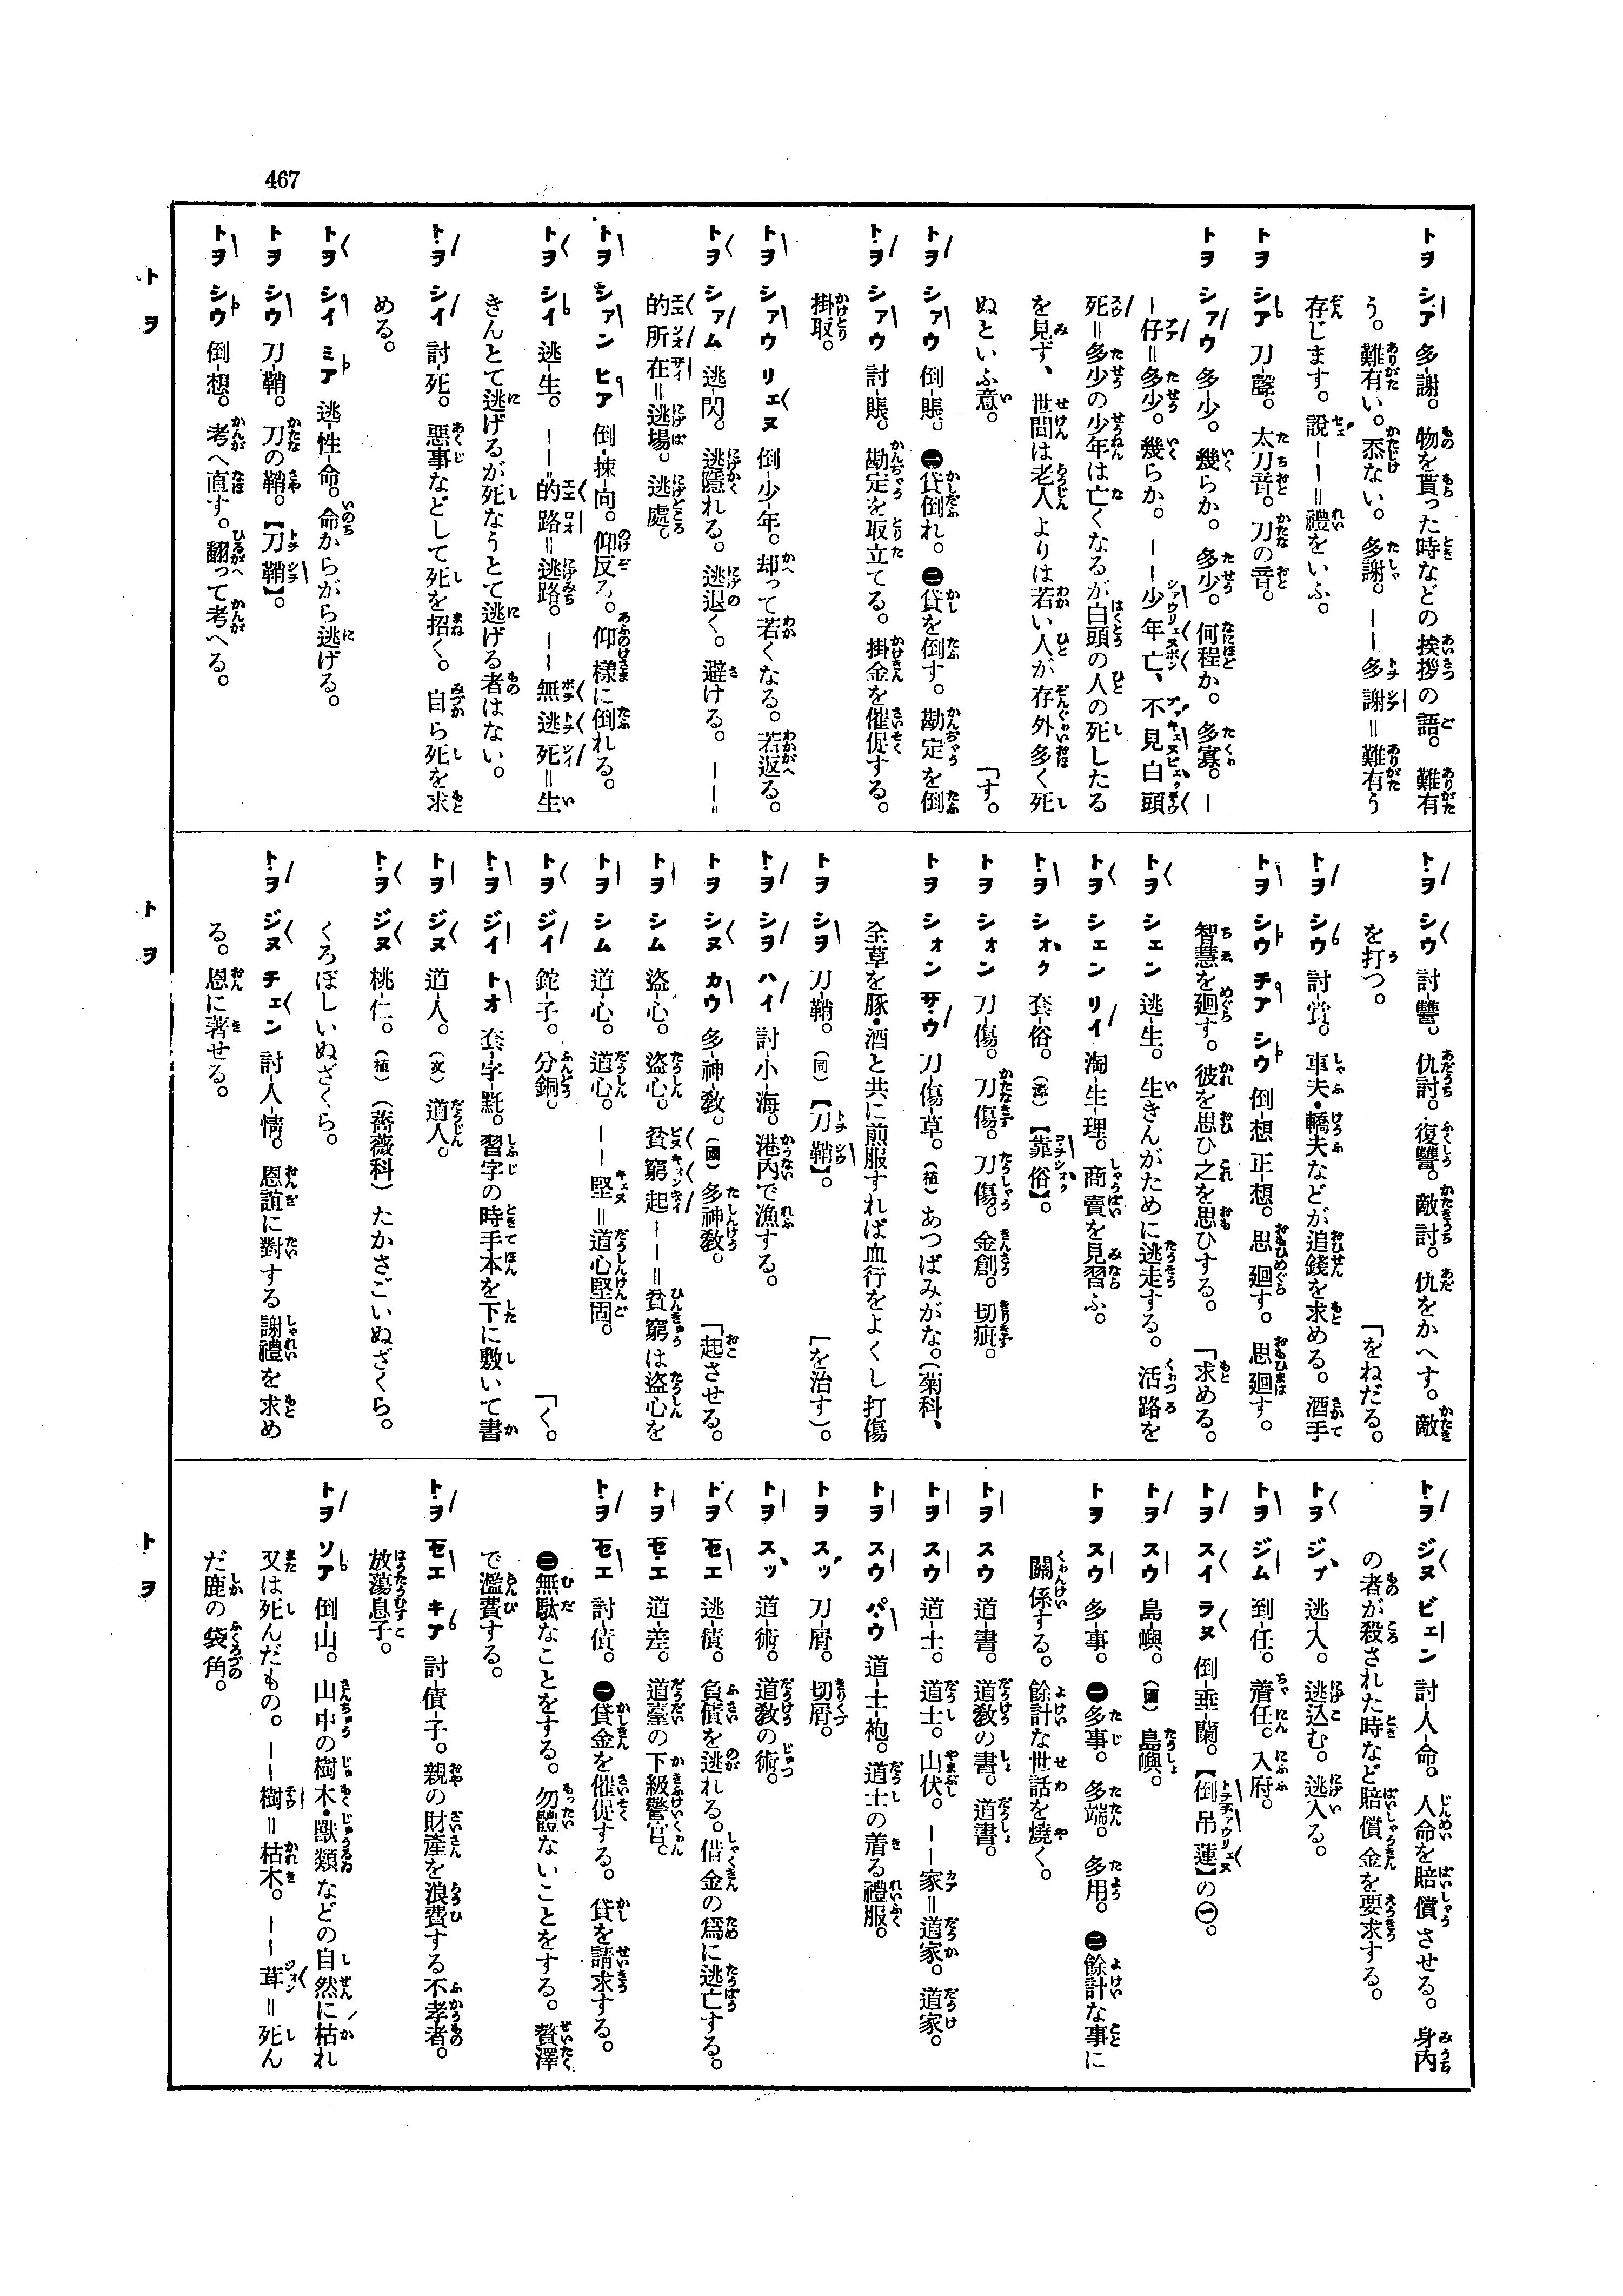 467
トヲ シア 多-謝。物を貰った時などの挨拶の語。難有
う。難有い。忝ない。多謝。——多謝＝難有う
存じます。說——＝禮をいふ。
トヲ シア 刀-聲。太刀音。刀の音。
トヲ シァウ 多-少。幾らか。多少。何程か。多寡。—
—仔＝多少。幾らか。——少年亡、不見白頭
死＝多少の少年は亡くなるが白頭の人の死したる
を見ず、世間は老人よりは若い人が存外多く死
ぬといふ意。 「す。
トヲ シァウ 倒-賬。㊀貸倒れ。㊁貸を倒す。勘定を倒
トヲ シァウ 討-賬。勘定を取立てる。掛金を催促する。
掛取。
トヲ シァウ リェヌ 倒-少-年。却って若くなる。若返る。
トヲ シァム 逃-閃。逃隱れる。逃退く。避ける。——＝
的所在＝逃場。逃處。
トヲ シァン ヒア 倒-揀-向。仰反る。仰樣に倒れる。
トヲ シイ 逃-生。——＝的路＝逃路。——無逃死＝生
きんとて逃げるが死なうとて逃げる者はない。
トヲ シイ 討-死。惡事などして死を招く。自ら死を求
める。
トヲ シイ ミア 逃-性-命。命からがら逃げる。
トヲ シウ 刀-鞘。刀の鞘。【刀鞘】。
トヲ シウ 倒-想。考へ直す。翻って考へる。
トヲ シウ 討-讐。仇討。復讐。敵討。仇をかへす。敵
を打つ。 「をねだる。
トヲ シウ 討-賞。車夫・轎夫などが追錢を求める。酒手
トヲ シウ チア シウ 倒-想 正-想。思廻す。思廻す。
智慧を廻す。彼を思ひ之を思ひする。 「求める。
トヲ シェン 逃-生。生きんがために逃走する。活路を
トヲ シェン リイ 淘-生-理。商賣を見習ふ。
トヲ シォク 套-俗。（漳）【靠俗】。
トヲ シォン 刀-傷。刀傷。刀傷。金創。切疵。
トヲ シォン サウ 刀-傷-草。（植）あつばみがな。（菊科、
全草を豚・酒と共に煎服すれば血行をよくし打傷
トヲ シヲ 刀-鞘。（同）【刀鞘】。 「を治す）。
トヲ シヲ ハイ 討-小-海。港內で漁する。
トヲ シヌ カウ 多-神-敎。（國）多神敎。 「起させる。
トヲ シム 盜-心。盜心。貧窮起——＝貧窮は盜心を
トヲ シム 道-心。道心。——堅＝道心堅固。
トヲ ジイ 鉈-子。分銅。 「く。
トヲ ジイ トオ 套-字-䵚。習字の時手本を下に敷いて書
トヲ ジヌ 道人。（文）道人。
トヲ ジヌ 桃-仁。（植）（薔薇科）たかさごいぬざくら。
くろぼしいぬざくら。
トヲ ジヌ チェン 討-人-情。恩誼に對する謝禮を求め
る。恩に著せる。
トヲ ジヌ ビェン 討-人-命。人命を賠償させる。身內
の者が殺された時など賠償金を要求する。
トヲ ジプ 逃-入。逃込む。逃入る。
トヲ ジム 到-任。着任。入府。
トヲ スイ ラヌ 倒-垂-蘭。【倒吊蓮】の㊀。
トヲ スウ 島-嶼。（國）島嶼。
トヲ スウ 多-事。㊀多事。多端。多用。㊁餘計な事に
關係する。餘計な世話を燒く。
トヲ スウ 道-書。道敎の書。道書。
トヲ スウ 道-士。道士。山伏。——家＝道家。道家。
トヲ スウ パウ 道-士-袍。道士の着る禮服。
トヲ スッ 刀-屑。切屑。
トヲ スッ 道-術。道敎の術。
トヲ セエ 逃-債。負債を逃れる。借金の爲に逃亡する。
トヲ セエ 道-差。道臺の下級警官。
トヲ セエ 討-債。㊀貸金を催促する。貸を請求する。
㊁無駄なことをする。勿體ないことをする。贅澤
で濫費する。
トヲ セエ キア 討-債-子。親の財產を浪費する不孝者。
放蕩息子。
トヲ ソア 倒-山。山中の樹木・獸類などの自然に枯れ
又は死んだもの。——樹＝枯木。——茸＝死ん
だ鹿の袋角。
トヲ
トヲ
トヲ